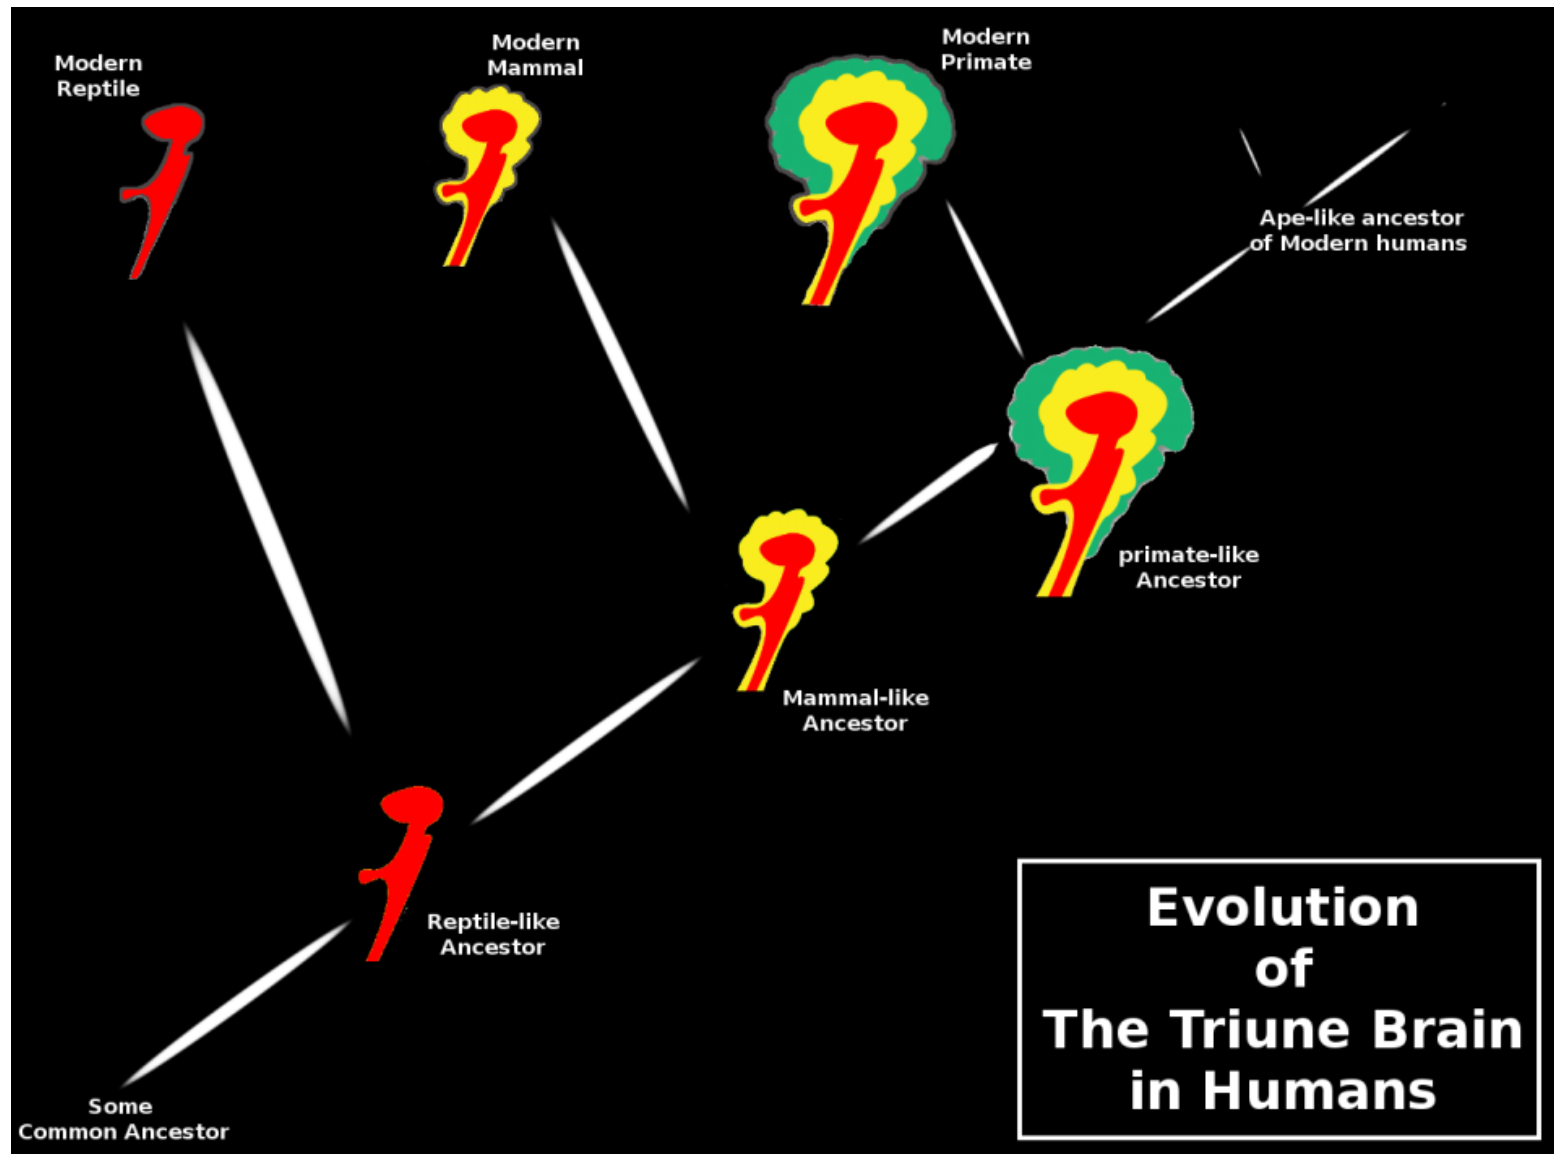 Modern
Reptile
Modern
Mammal
Modern
Primate
Ape-like ancestor
of Modern humans
primate-like
Ancestor
Mammal-like
Ancestor
Reptile-like
Ancestor
Some
Common Ancestor
Evolution
of
The Triune Brain
in Humans